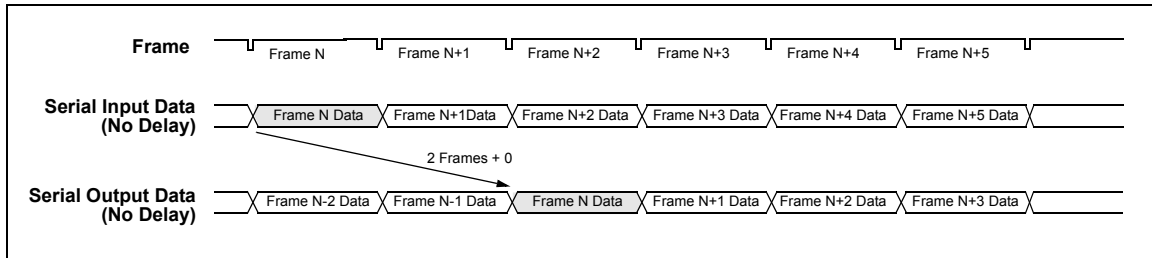 Frame
Frame N Frame N+1 Frame N+2 Frame N+3 Frame N+4 Frame N+5
Serial Input Data
(No Delay)
Frame N Data Frame N+1Data Frame N+2 Data Frame N+3 Data Frame N+4 Data Frame N+5 Data
2 Frames + 0
Serial Output Data
(No Delay)
Frame N-2 Data Frame N-1 Data Frame N Data Frame N+1 Data Frame N+2 Data Frame N+3 Data